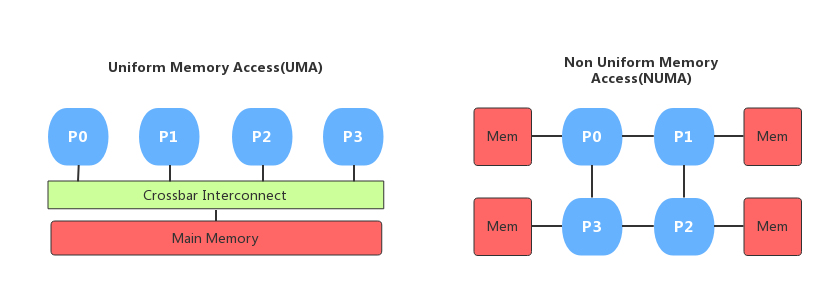 Uniform Memory Access(UMA)
P0 P1 P2 P3
Crossbar Interconnect
Main Memory
Non Uniform Memory
Access(NUMA)
Mem P0 P1 Mem
Mem P3 P2 Mem